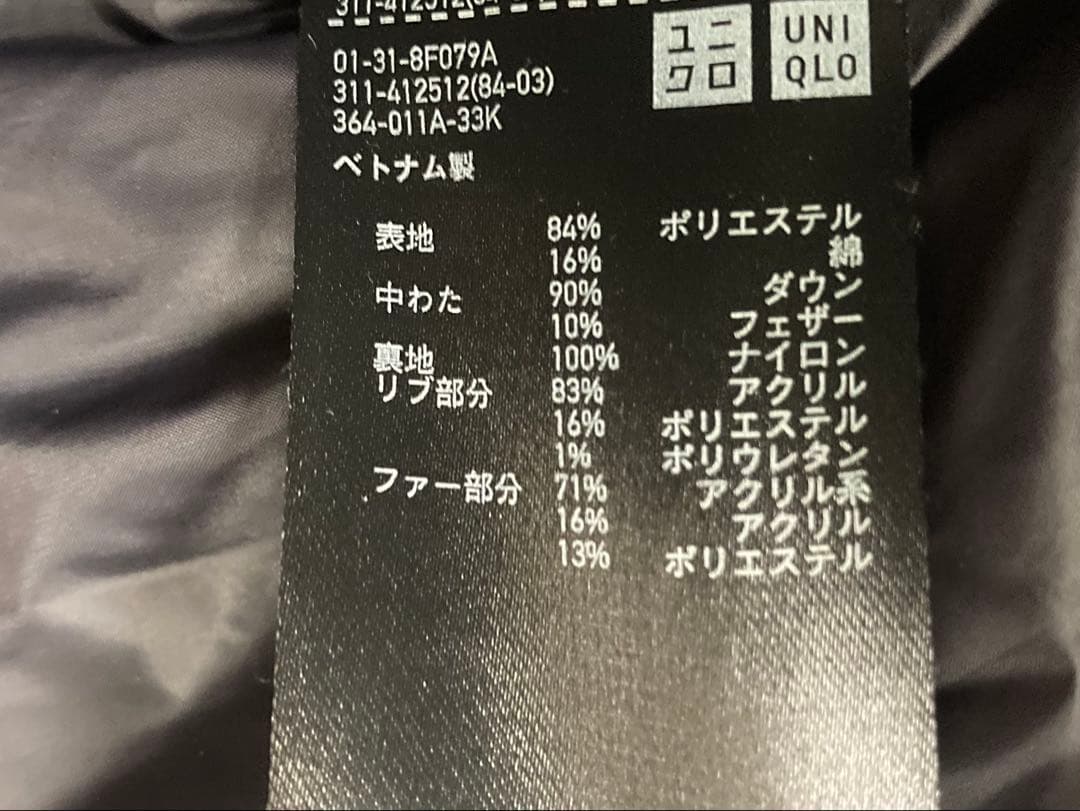 311-412512(84-
ユニ
クロ
UNI
QLO
01-31-8F079A
311-412512(84-03)
364-011A-33K
ベトナム製
表地 84% ポリエステル
16% 綿
中わた 90% ダウン
10% フェザー
裏地 100% ナイロン
リブ部分 83% アクリル
16% ポリエステル
1% ポリウレタン
ファー部分 71% アクリル系
16% アクリル
13% ポリエステル